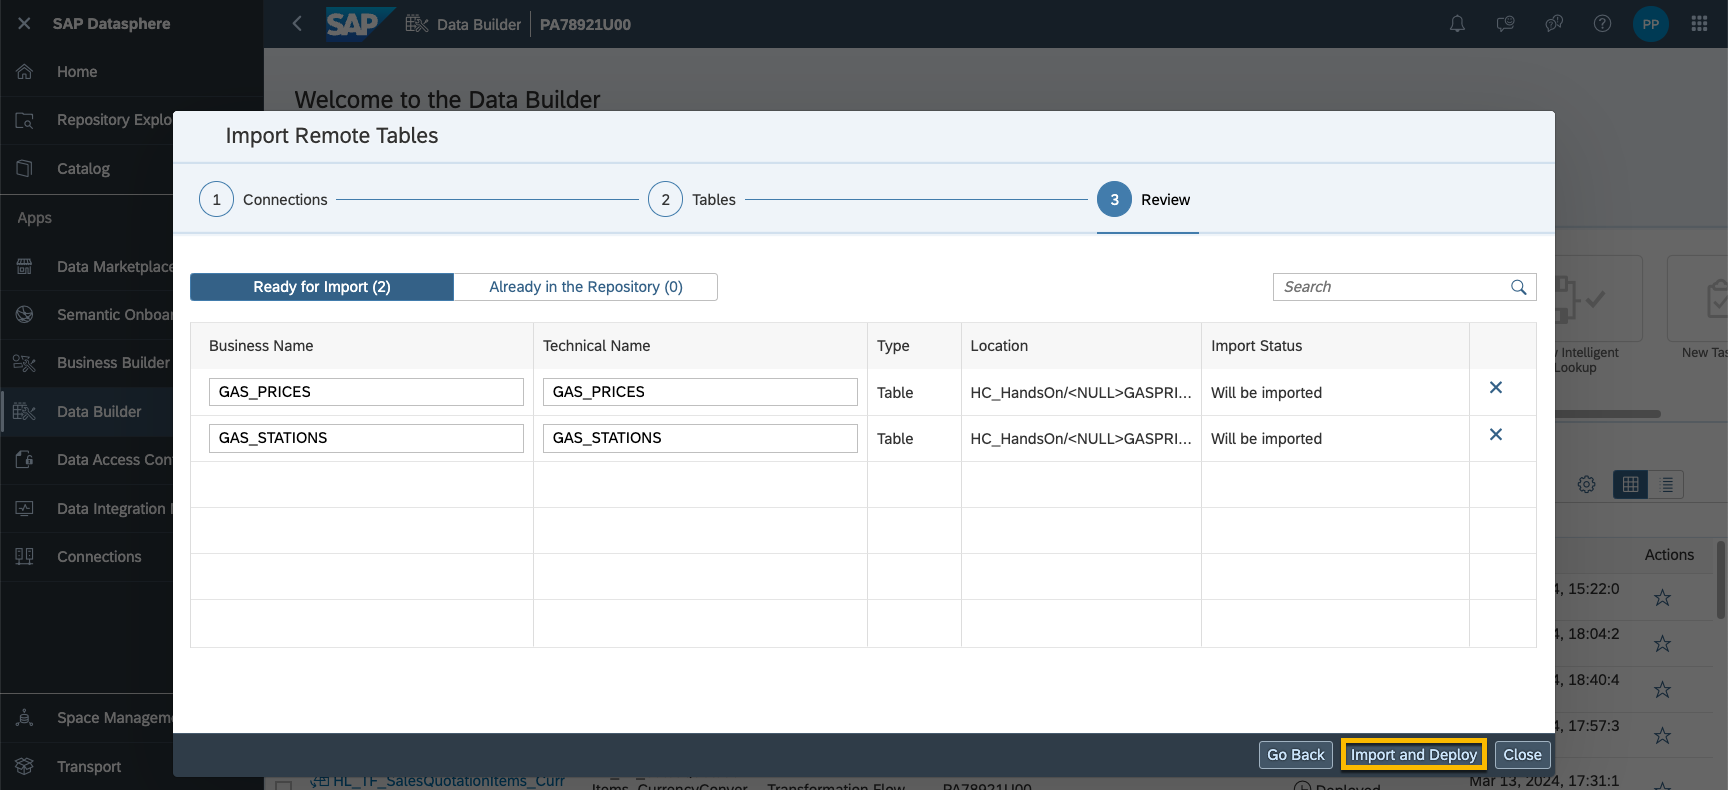 SAP Datasphere
SAP
Data Builder
PA78921U00
PP
Home
Repository Explo
Catalog
Apps
Data Marketplace
Semantic Onboar
Business Builder
Data Builder
Data Access Con
Data Integration
Connections
Space Manageme
Transport
Welcome to the Data Builder
Import Remote Tables
1 Connections
2 Tables
3 Review
Ready for Import (2)
Already in the Repository (0)
Search
Business Name Technical Name Type Location Import Status
GAS_PRICES GAS_PRICES Table HC_HandsOn/<NULL>GASPRI... Will be imported
GAS_STATIONS GAS_STATIONS Table HC_HandsOn/<NULL>GASPRI... Will be imported
Go Back
Import and Deploy
Close
Intelligent
Lookup
New Tas
Actions
4, 15:22:0
4, 18:04:2
4, 18:40:4
4, 17:57:3
HL_TF_SalesQuotationItems_Curr
Items_CurrencyConver
Transformation Flow
PA78921U00
Deployed
Mar 13, 2024, 17:31:1